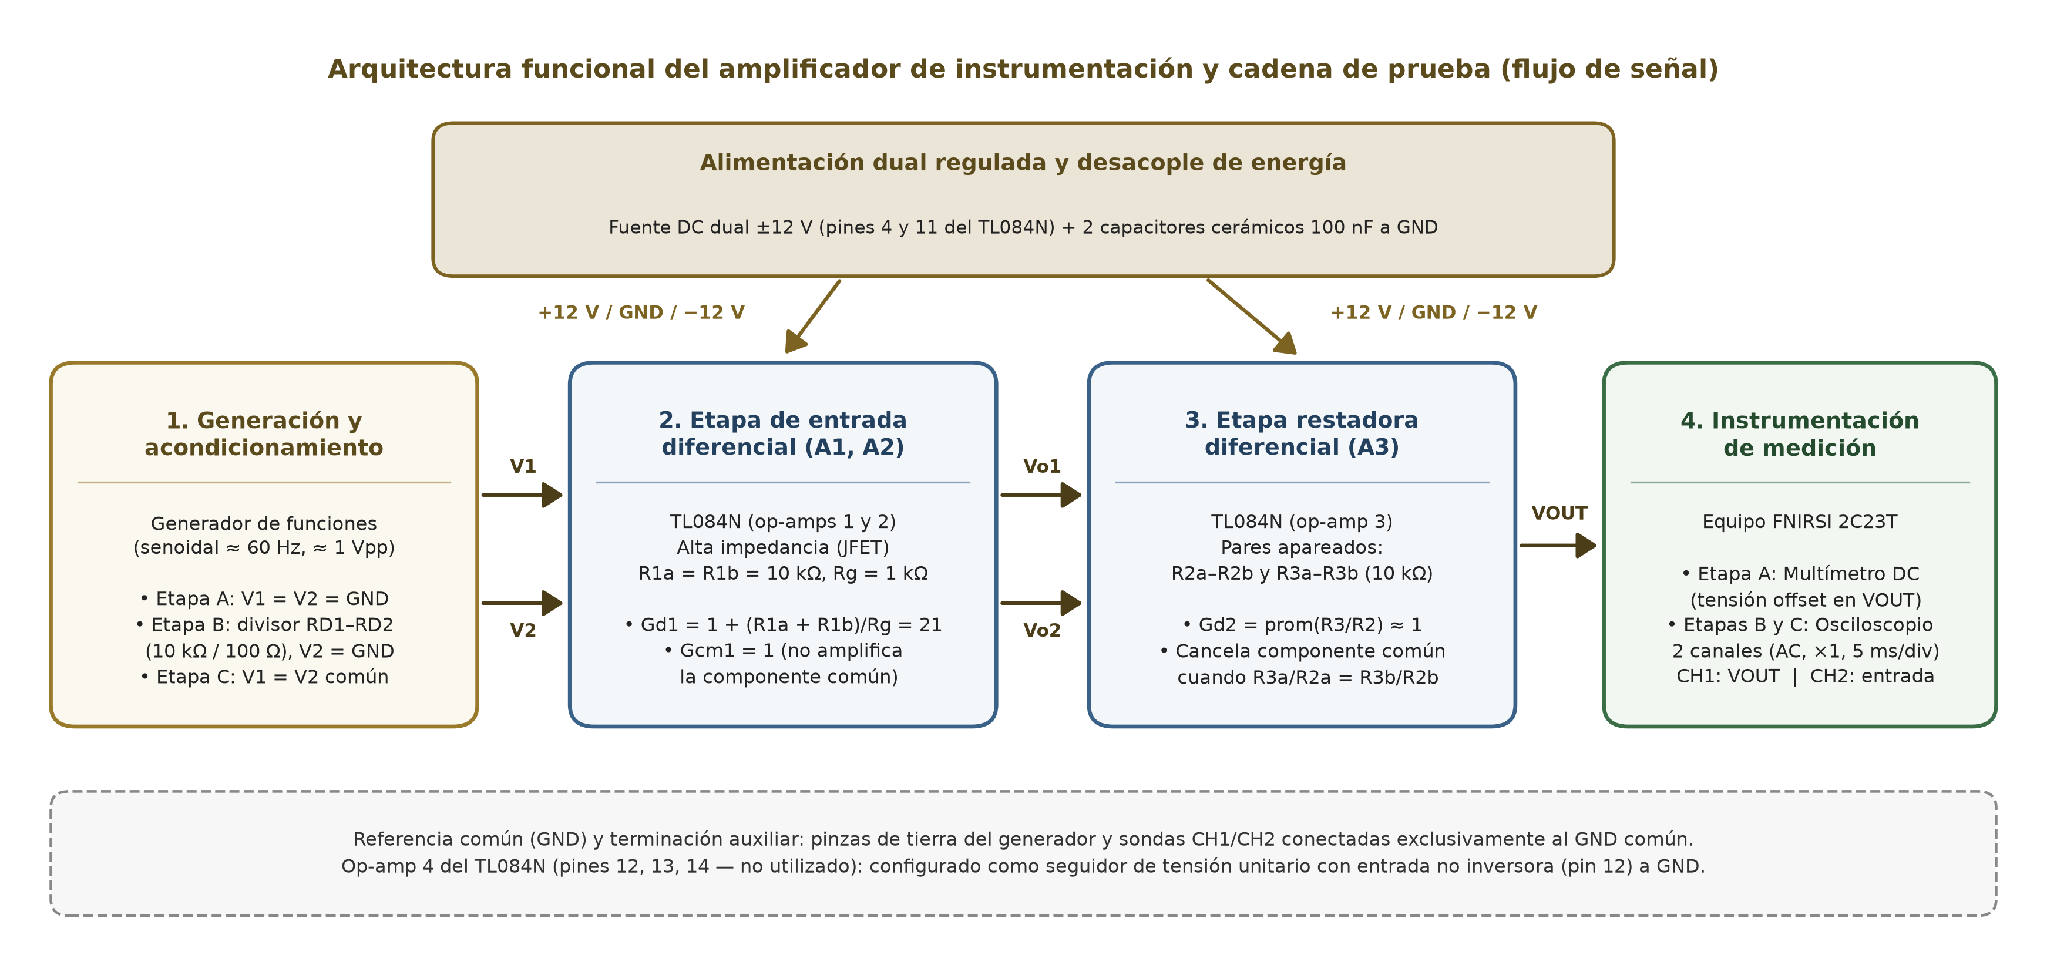 Arquitectura funcional del amplificador de instrumentación y cadena de prueba (flujo de señal)
Alimentación dual regulada y desacople de energía
Fuente DC dual ±12 V (pines 4 y 11 del TL084N) + 2 capacitores cerámicos 100 nF a GND
+12 V / GND / −12 V
+12 V / GND / −12 V
1. Generación y
acondicionamiento
Generador de funciones
(senoidal ≈ 60 Hz, ≈ 1 Vpp)
• Etapa A: V1 = V2 = GND
• Etapa B: divisor RD1–RD2
(10 kΩ / 100 Ω), V2 = GND
• Etapa C: V1 = V2 común
V1
V2
2. Etapa de entrada
diferencial (A1, A2)
TL084N (op-amps 1 y 2)
Alta impedancia (JFET)
R1a = R1b = 10 kΩ, Rg = 1 kΩ
• Gd1 = 1 + (R1a + R1b)/Rg = 21
• Gcm1 = 1 (no amplifica
la componente común)
Vo1
Vo2
3. Etapa restadora
diferencial (A3)
TL084N (op-amp 3)
Pares apareados:
R2a–R2b y R3a–R3b (10 kΩ)
• Gd2 = prom(R3/R2) ≈ 1
• Cancela componente común
cuando R3a/R2a = R3b/R2b
VOUT
4. Instrumentación
de medición
Equipo FNIRSI 2C23T
• Etapa A: Multímetro DC
(tensión offset en VOUT)
• Etapas B y C: Osciloscopio
2 canales (AC, ×1, 5 ms/div)
CH1: VOUT | CH2: entrada
Referencia común (GND) y terminación auxiliar: pinzas de tierra del generador y sondas CH1/CH2 conectadas exclusivamente al GND común.
Op-amp 4 del TL084N (pines 12, 13, 14 — no utilizado): configurado como seguidor de tensión unitario con entrada no inversora (pin 12) a GND.